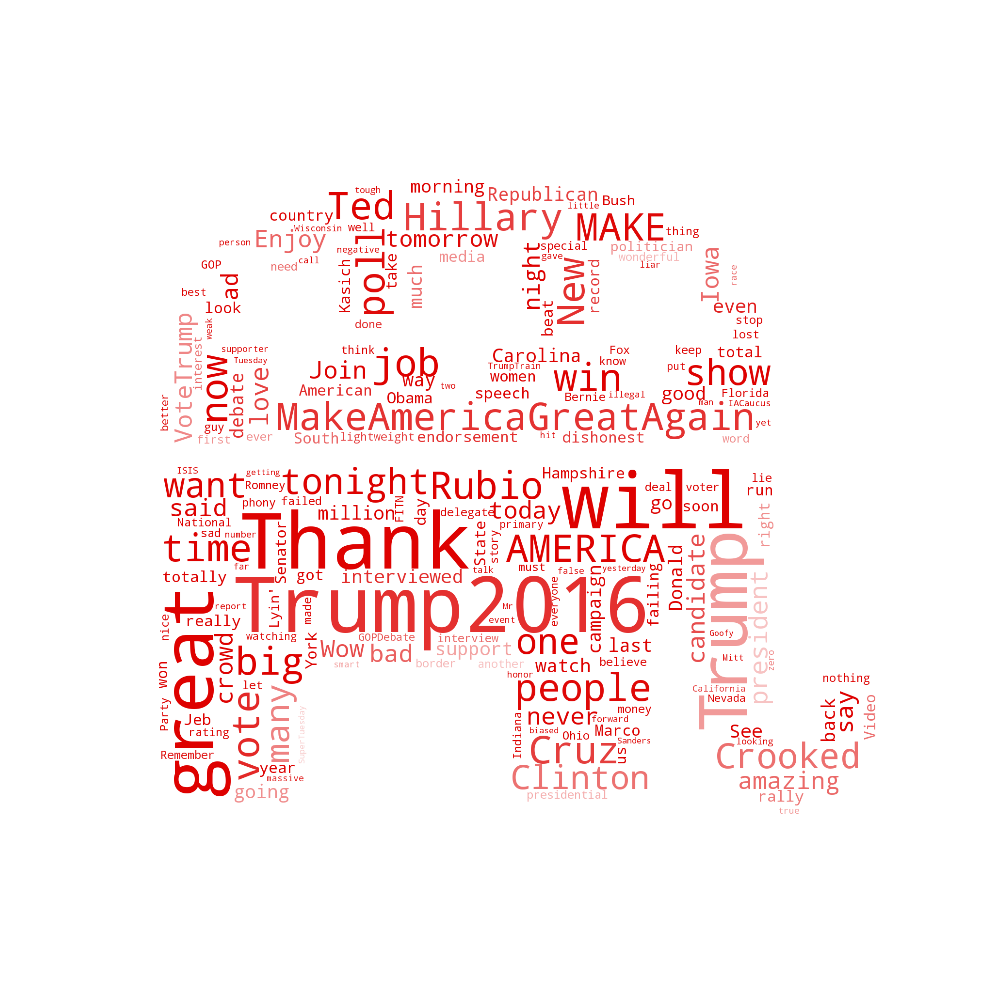 tough
morning
Republican
Ted
little
Bush
country
Hillary
MAKE
Wisconsin
well
thing
person
Enjoy
poll
tomorrow
night
special
politician
Iowa
negative
take
media
New
gave
wonderful
GOP
need
call
Kasich
much
record
liar
race
ad
best
look
done
beat
even
stop
weak
lost
VoteTrump
now
interest
supporter
Tuesday
think
job
Carolina
Fox
keep
total
Join
way
TrumpTrain
know
put
show
love
American
two
women
win
good
Florida
Obama
speech
Bernie
illegal
Man
IACaucus
better
guy
debate
MakeAmericaGreatAgain
yet
first
ever
South
lightweight
endorsement
hit
dishonest
word
ISIS
getting
want
Romney
tonight
Rubio
Hampshire
will
lie
deal
voter
run
said
phony
failed
million
FITN
day
delegate
today
go
soon
right
National
Thank
State
primary
sad
number
story
time
Senator
AMERICA
Trump
far
talk
must
false
yesterday
Donald
candidate
totally
got
interviewed
campaign
failing
president
great
Lyin'
Trump2016
everyone
report
made
Mr
nice
really
event
watching
York
GOPDebate
interview
one
Goofy
crowd
Wow
support
last
big
bad
smart
border
another
watch
believe
Mitt
zero
won
let
honor
people
California
nothing
Party
vote
many
SuperTuesday
Nevada
money
Jeb
never
forward
back
say
Video
rating
Indiana
biased
Ohio
Marco
See
Remember
Cruz
Sanders
us
looking
year
Crooked
massive
Clinton
amazing
going
presidential
rally
true